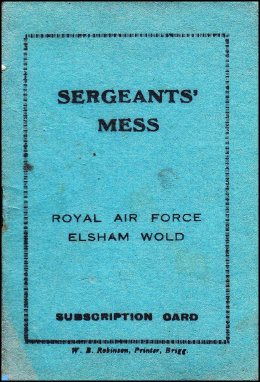 SERGEANTS'
MESS
ROYAL AIR FORCE
ELSHAM WOLD
SUBSCRIPTION CARD
W. B. Robinson, Printer, Brigg.